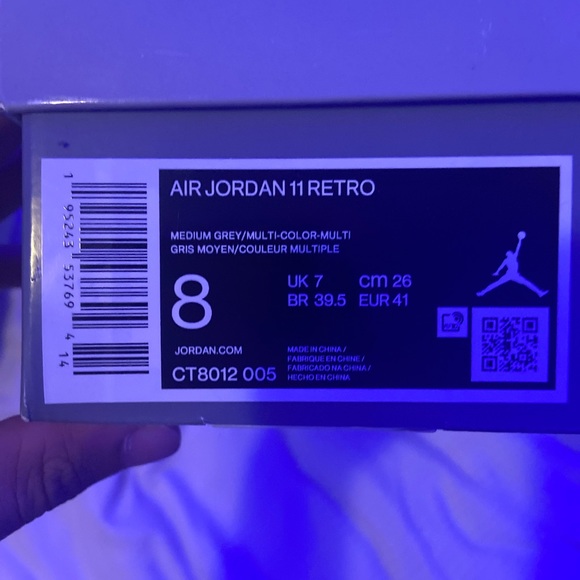 AIR JORDAN 11 RETRO
MEDIUM GREY/MULTI-COLOR-MULTI
GRIS MOYEN/COULEUR MULTIPLE
8
UK 7 cm 26
BR 39.5 EUR 41
JORDAN.COM
CT8012 005
MADE IN CHINA /
FABRIQUE EN CHINE /
FABRICADO NA CHINA /
HECHO EN CHINA
1 95243 53769 4 14